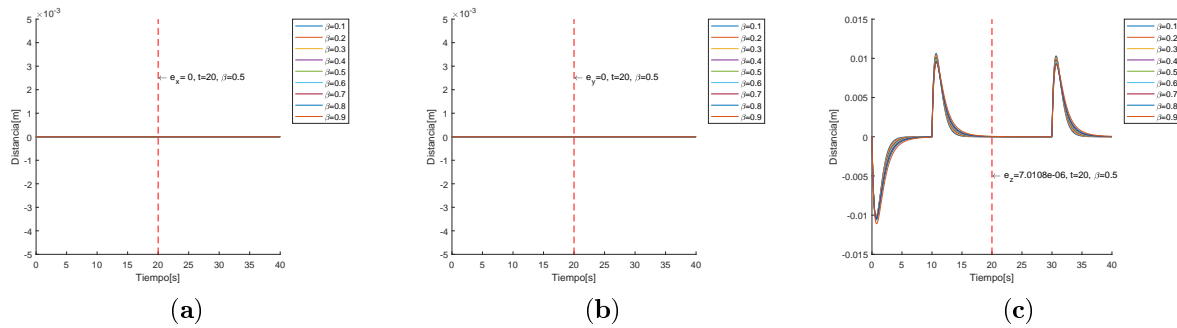 5 ×10⁻³
4
3
2
1
0
-1
-2
-3
-4
-5
Distancia[m]
0 5 10 15 20 25 30 35 40
Tiempo[s]
← e_x= 0, t=20, β=0.5
β=0.1
β=0.2
β=0.3
β=0.4
β=0.5
β=0.6
β=0.7
β=0.8
β=0.9
(a)
5 ×10⁻³
4
3
2
1
0
-1
-2
-3
-4
-5
Distancia[m]
0 5 10 15 20 25 30 35 40
Tiempo[s]
← e_y=0, t=20, β=0.5
β=0.1
β=0.2
β=0.3
β=0.4
β=0.5
β=0.6
β=0.7
β=0.8
β=0.9
(b)
0.015
0.01
0.005
0
-0.005
-0.01
-0.015
Distancia[m]
0 5 10 15 20 25 30 35 40
Tiempo[s]
← e_z=7.0108e-06, t=20, β=0.5
β=0.1
β=0.2
β=0.3
β=0.4
β=0.5
β=0.6
β=0.7
β=0.8
β=0.9
(c)